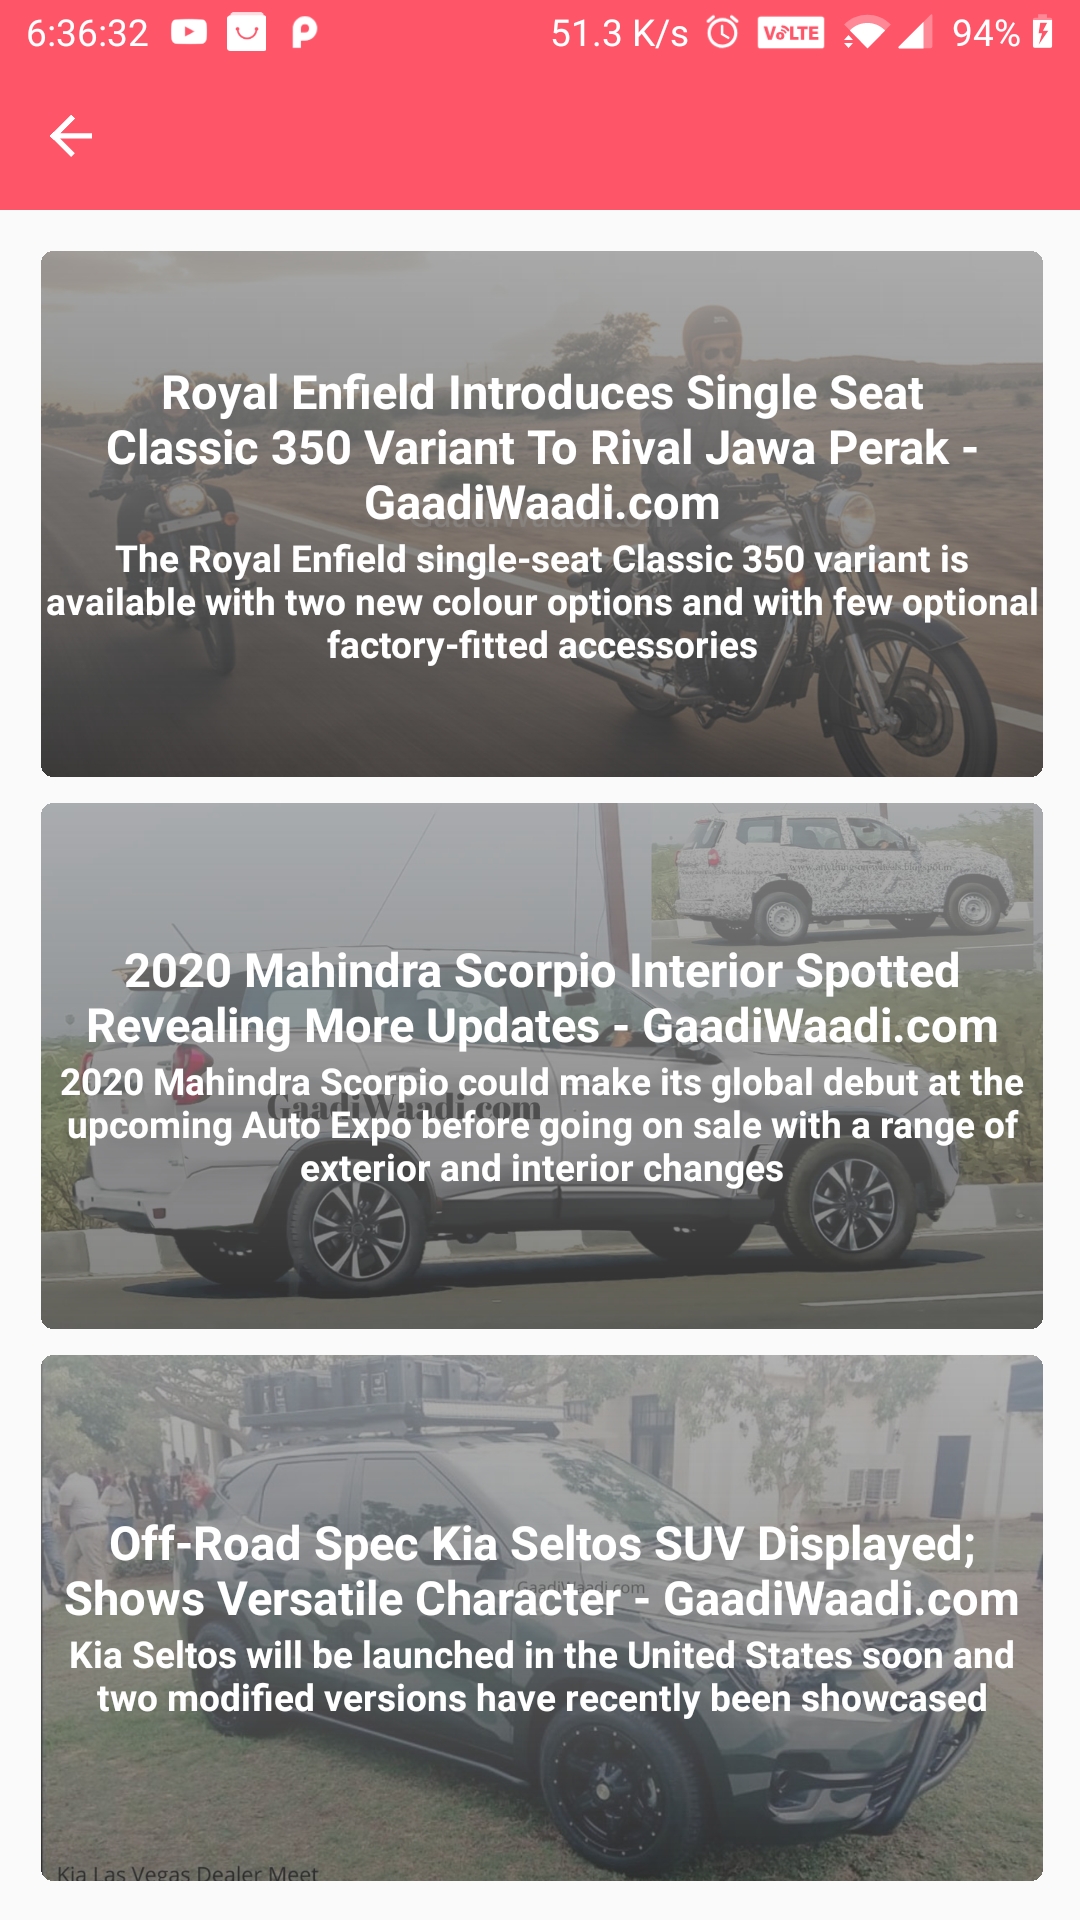 6:36:32 51.3 K/s VoLTE 94%
Royal Enfield Introduces Single Seat
Classic 350 Variant To Rival Jawa Perak -
GaadiWaadi.com
GaadiWaadi.com
The Royal Enfield single-seat Classic 350 variant is
available with two new colour options and with few optional
factory-fitted accessories
2020 Mahindra Scorpio Interior Spotted
Revealing More Updates - GaadiWaadi.com
2020 Mahindra Scorpio could make its global debut at the
GaadiWaadi.com
upcoming Auto Expo before going on sale with a range of
exterior and interior changes
Off-Road Spec Kia Seltos SUV Displayed;
GaadiWaadi.com
Shows Versatile Character - GaadiWaadi.com
Kia Seltos will be launched in the United States soon and
two modified versions have recently been showcased
Kia Las Vegas Dealer Meet